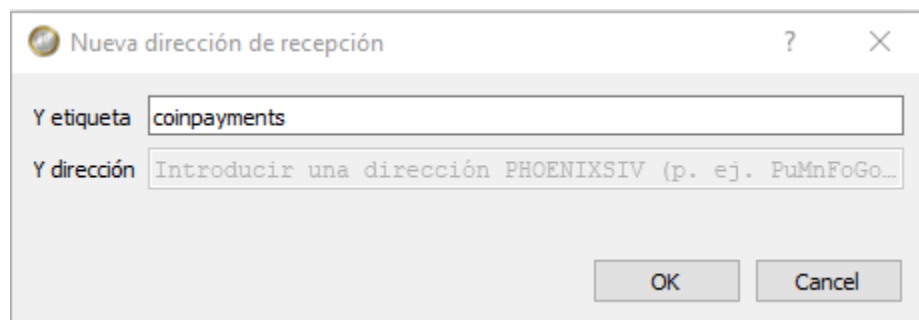 Nueva dirección de recepción
Y etiqueta coinpayments
Y dirección Introducir una dirección PHOENIXSIV (p. ej. PuMnFoGo…
OK Cancel